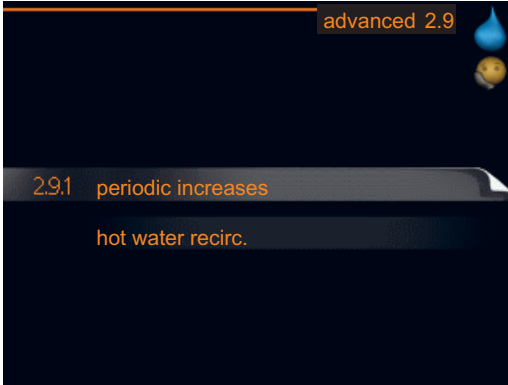 advanced 2.9
2.9.1 periodic increases
hot water recirc.